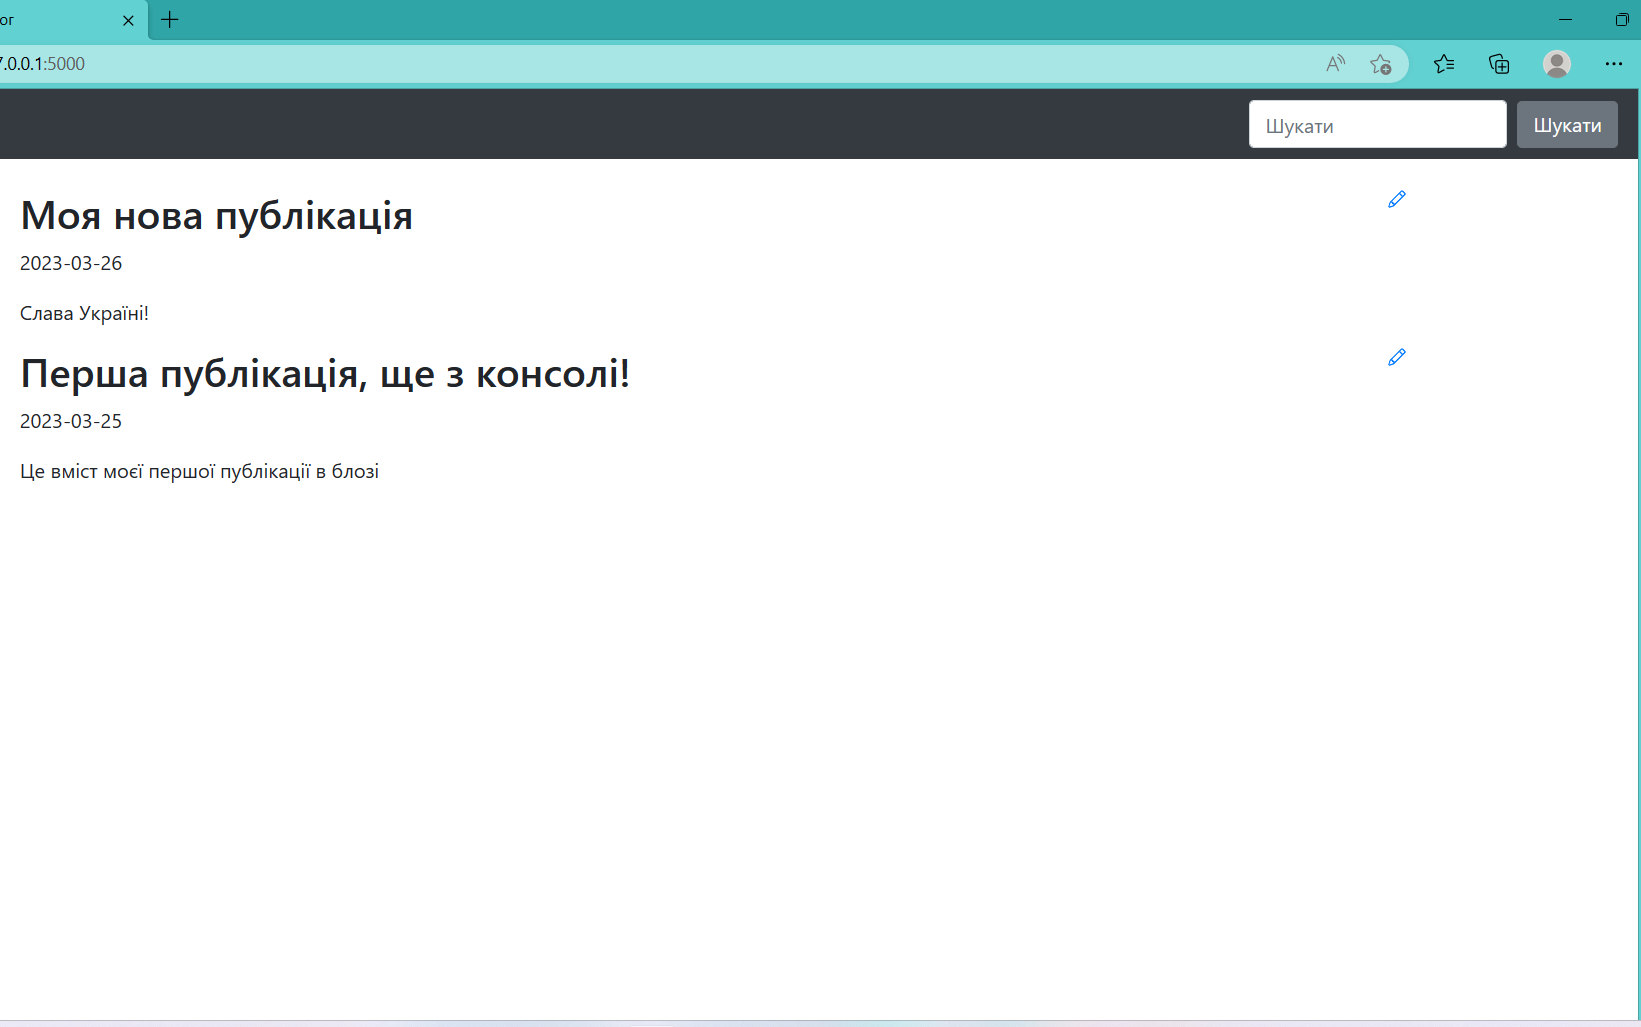 ог
7.0.0.1:5000
Шукати
Шукати
Моя нова публікація
2023-03-26
Слава Україні!
Перша публікація, ще з консолі!
2023-03-25
Це вміст моєї першої публікації в блозі